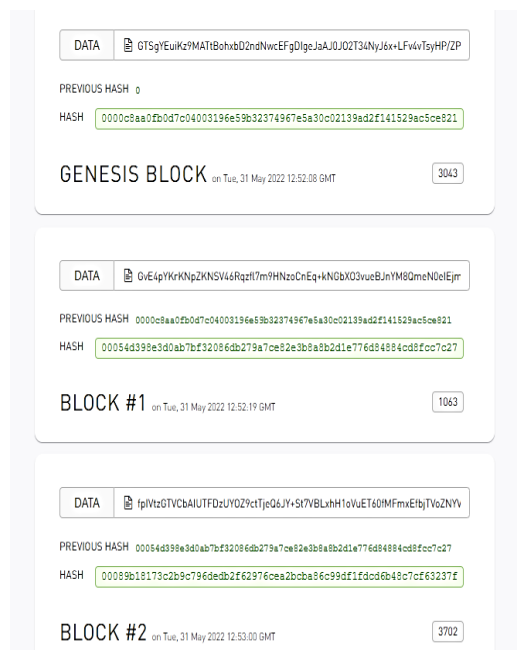 DATA GTSgYEuiKz9MATtBohxbD2ndNwcEFgDIgeJaAJ0JO2T34NyJ6x+LFv4vTsyHP/ZP
PREVIOUS HASH 0
HASH 0000c8aa0fb0d7c04003196e59b32374967e5a30c02139ad2f141529ac5ce821
GENESIS BLOCK on Tue, 31 May 2022 12:52:08 GMT 3043
DATA GvE4pYKrKNpZKNSV46Rqzfl7m9HNzoCnEq+kNGbXO3vueBJnYM8QmeN0elEjm
PREVIOUS HASH 0000c8aa0fb0d7c04003196e59b32374967e5a30c02139ad2f141529ac5ce821
HASH 00054d398e3d0ab7bf32086db279a7ce82e3b8a8b2d1e776d84884cd8fcc7c27
BLOCK #1 on Tue, 31 May 2022 12:52:19 GMT 1063
DATA fpIVtzGTVCbAIUTFDzUYOZ9ctTjeQ6JY+St7VBLxhH1oVuET60fMFmxEfbjTVoZNYV
PREVIOUS HASH 00054d398e3d0ab7bf32086db279a7ce82e3b8a8b2d1e776d84884cd8fcc7c27
HASH 00089b18173c2b9c796dedb2f62976cea2bcba86c99df1fdcd6b48c7cf63237f
BLOCK #2 on Tue, 31 May 2022 12:53:00 GMT 3702